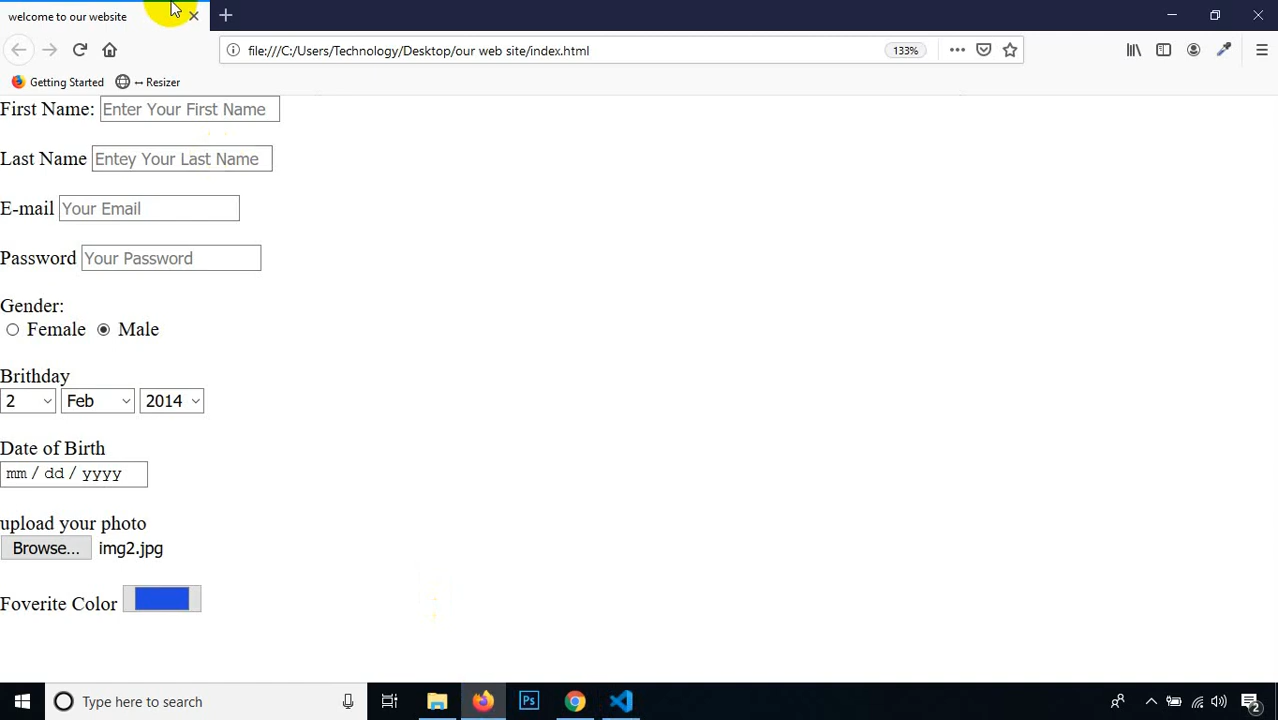 welcome to our website
file:///C:/Users/Technology/Desktop/our web site/index.html
133%
Getting Started
Resizer
First Name: Enter Your First Name
Last Name Entey Your Last Name
E-mail Your Email
Password Your Password
Gender:
Female Male
Brithday
2 Feb 2014
Date of Birth
mm / dd / yyyy
upload your photo
Browse... img2.jpg
Foverite Color
Type here to search
Ps
2